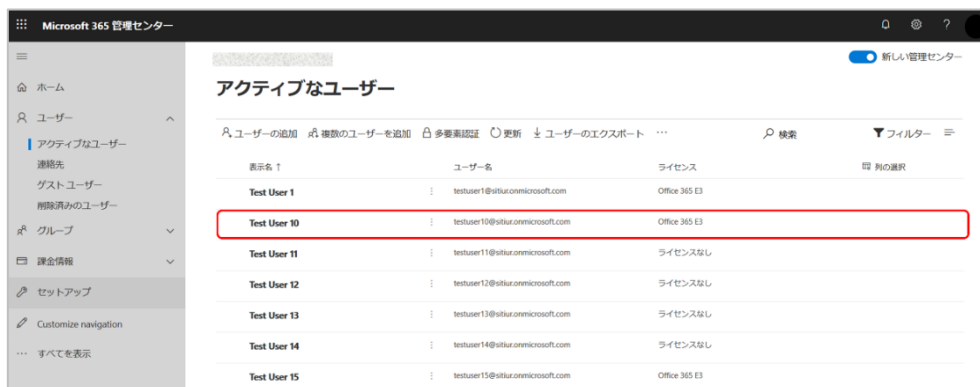 Microsoft 365 管理センター
?
新しい管理センター
ホーム
ユーザー
アクティブなユーザー
連絡先
ゲスト ユーザー
削除済みのユーザー
グループ
課金情報
セットアップ
Customize navigation
… すべてを表示
アクティブなユーザー
ユーザーの追加 複数のユーザーを追加 多要素認証 更新 ユーザーのエクスポート … 検索 フィルター
表示名 ↑ ユーザー名 ライセンス 列の選択
Test User 1 testuser1@sitiur.onmicrosoft.com Office 365 E3
Test User 10 testuser10@sitiur.onmicrosoft.com Office 365 E3
Test User 11 testuser11@sitiur.onmicrosoft.com ライセンスなし
Test User 12 testuser12@sitiur.onmicrosoft.com ライセンスなし
Test User 13 testuser13@sitiur.onmicrosoft.com ライセンスなし
Test User 14 testuser14@sitiur.onmicrosoft.com ライセンスなし
Test User 15 testuser15@sitiur.onmicrosoft.com Office 365 E3